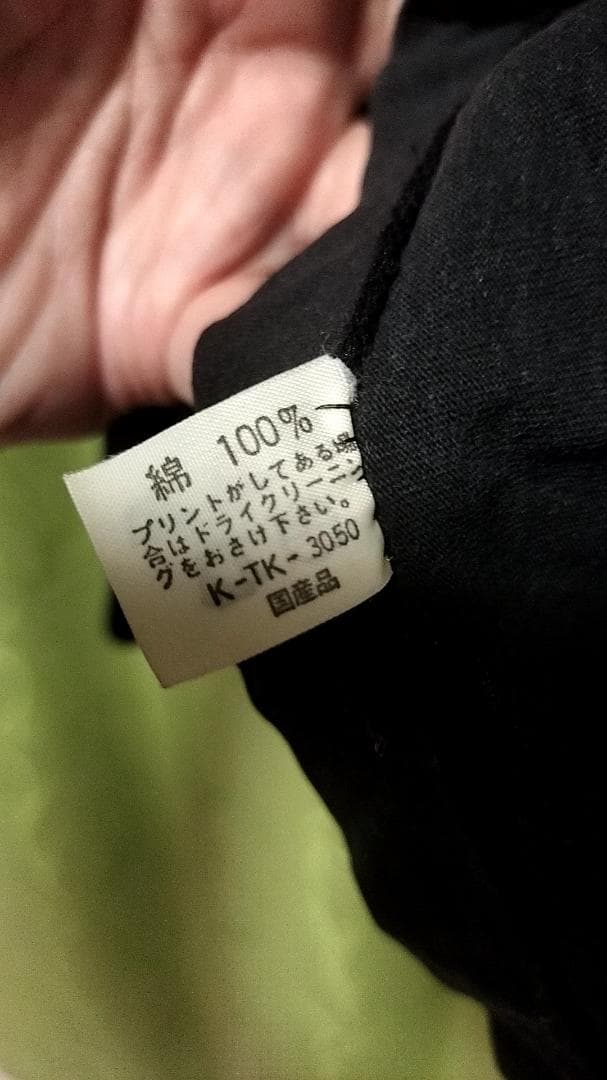 綿 100%
プリントがしてある場
合はドライクリーニン
グをおさけ下さい。
K-TK-3050
国産品